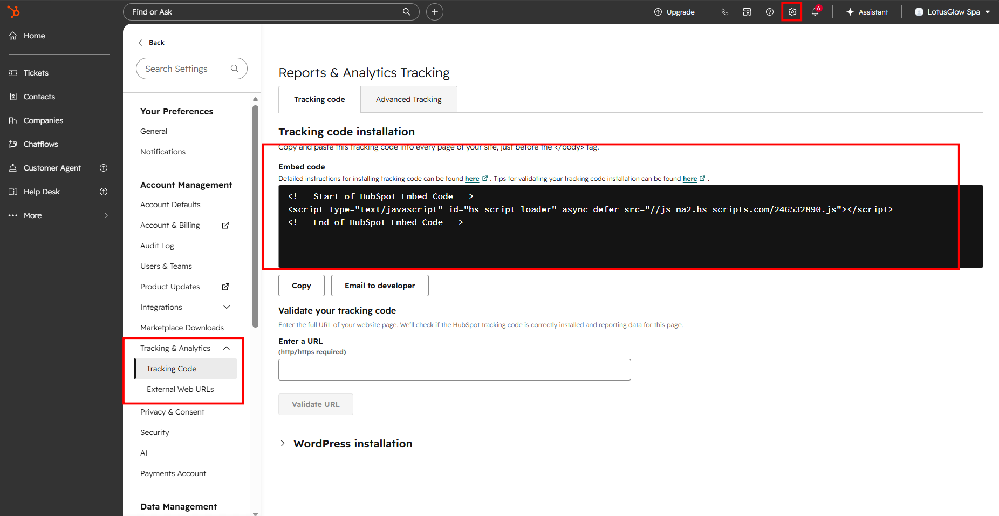 Find or Ask
Upgrade
6
Assistant
LotusGlow Spa
Home
Tickets
Contacts
Companies
Chatflows
Customer Agent
Help Desk
More
Back
Search Settings
Your Preferences
General
Notifications
Account Management
Account Defaults
Account & Billing
Audit Log
Users & Teams
Product Updates
Integrations
Marketplace Downloads
Tracking & Analytics
Tracking Code
External Web URLs
Privacy & Consent
Security
AI
Payments Account
Data Management
Reports & Analytics Tracking
Tracking code
Advanced Tracking
Tracking code installation
Copy and paste this tracking code into every page of your site, just before the </body> tag.
Embed code
Detailed instructions for installing tracking code can be found here . Tips for validating your tracking code installation can be found here .
<!-- Start of HubSpot Embed Code -->
<script type="text/javascript" id="hs-script-loader" async defer src="//js-na2.hs-scripts.com/246532890.js"></script>
<!-- End of HubSpot Embed Code -->
Copy
Email to developer
Validate your tracking code
Enter the full URL of your website page. We'll check if the HubSpot tracking code is correctly installed and reporting data for this page.
Enter a URL
(http/https required)
Validate URL
WordPress installation